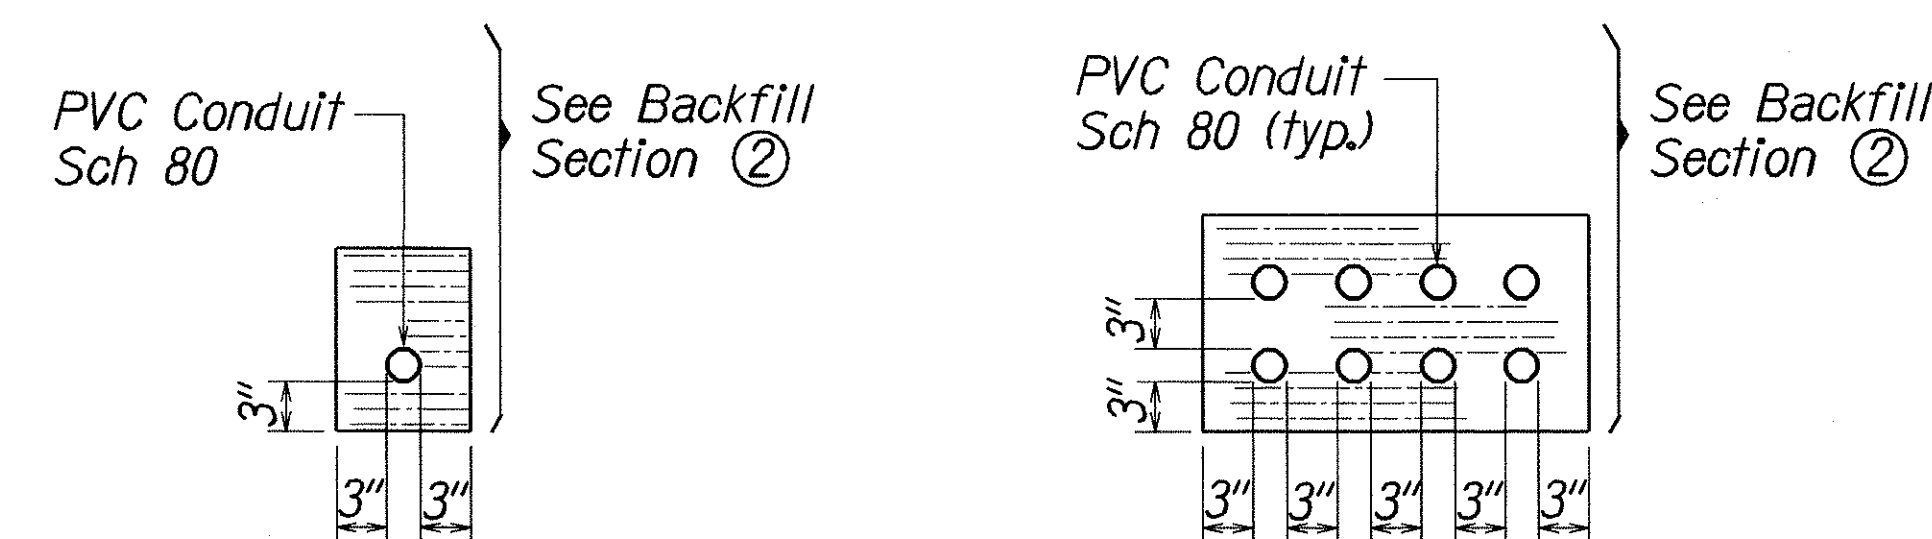 PVC Conduit
Sch 80
See Backfill
Section 2
3"
3" 3"
PVC Conduit
Sch 80 (typ.)
See Backfill
Section 2
3"
3"
3" 3" 3" 3" 3"